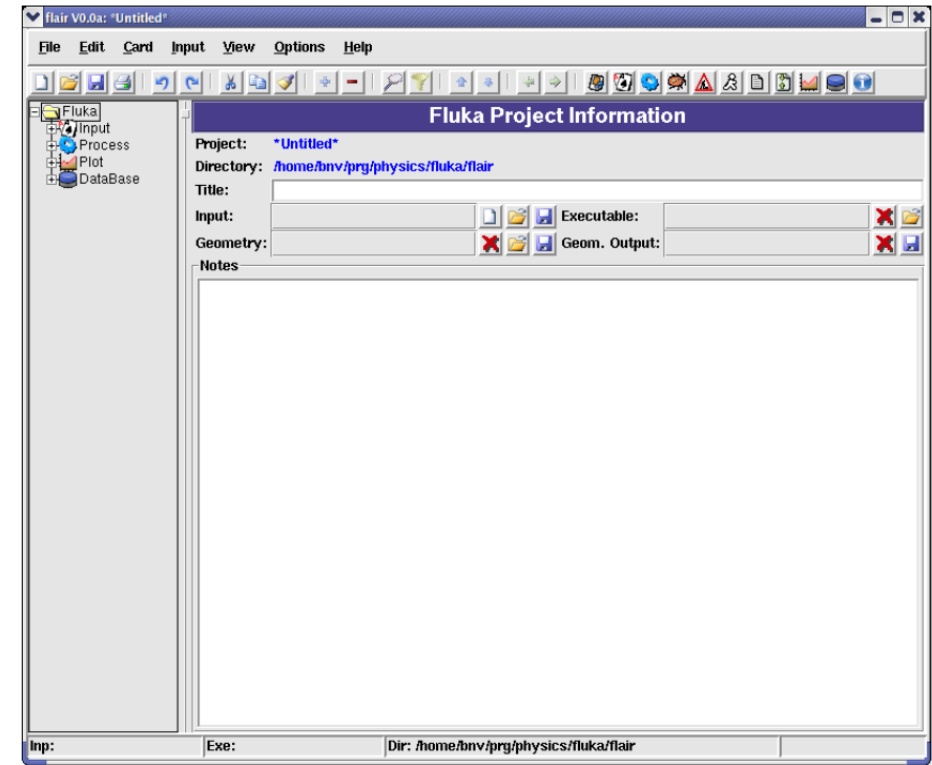 flair V0.0a: *Untitled*
File Edit Card Input View Options Help
Fluka
Input
Process
Plot
DataBase
Fluka Project Information
Project: *Untitled*
Directory: /home/bnv/prg/physics/fluka/flair
Title:
Input: Executable:
Geometry: Geom. Output:
Notes
Inp: Exe: Dir: /home/bnv/prg/physics/fluka/flair